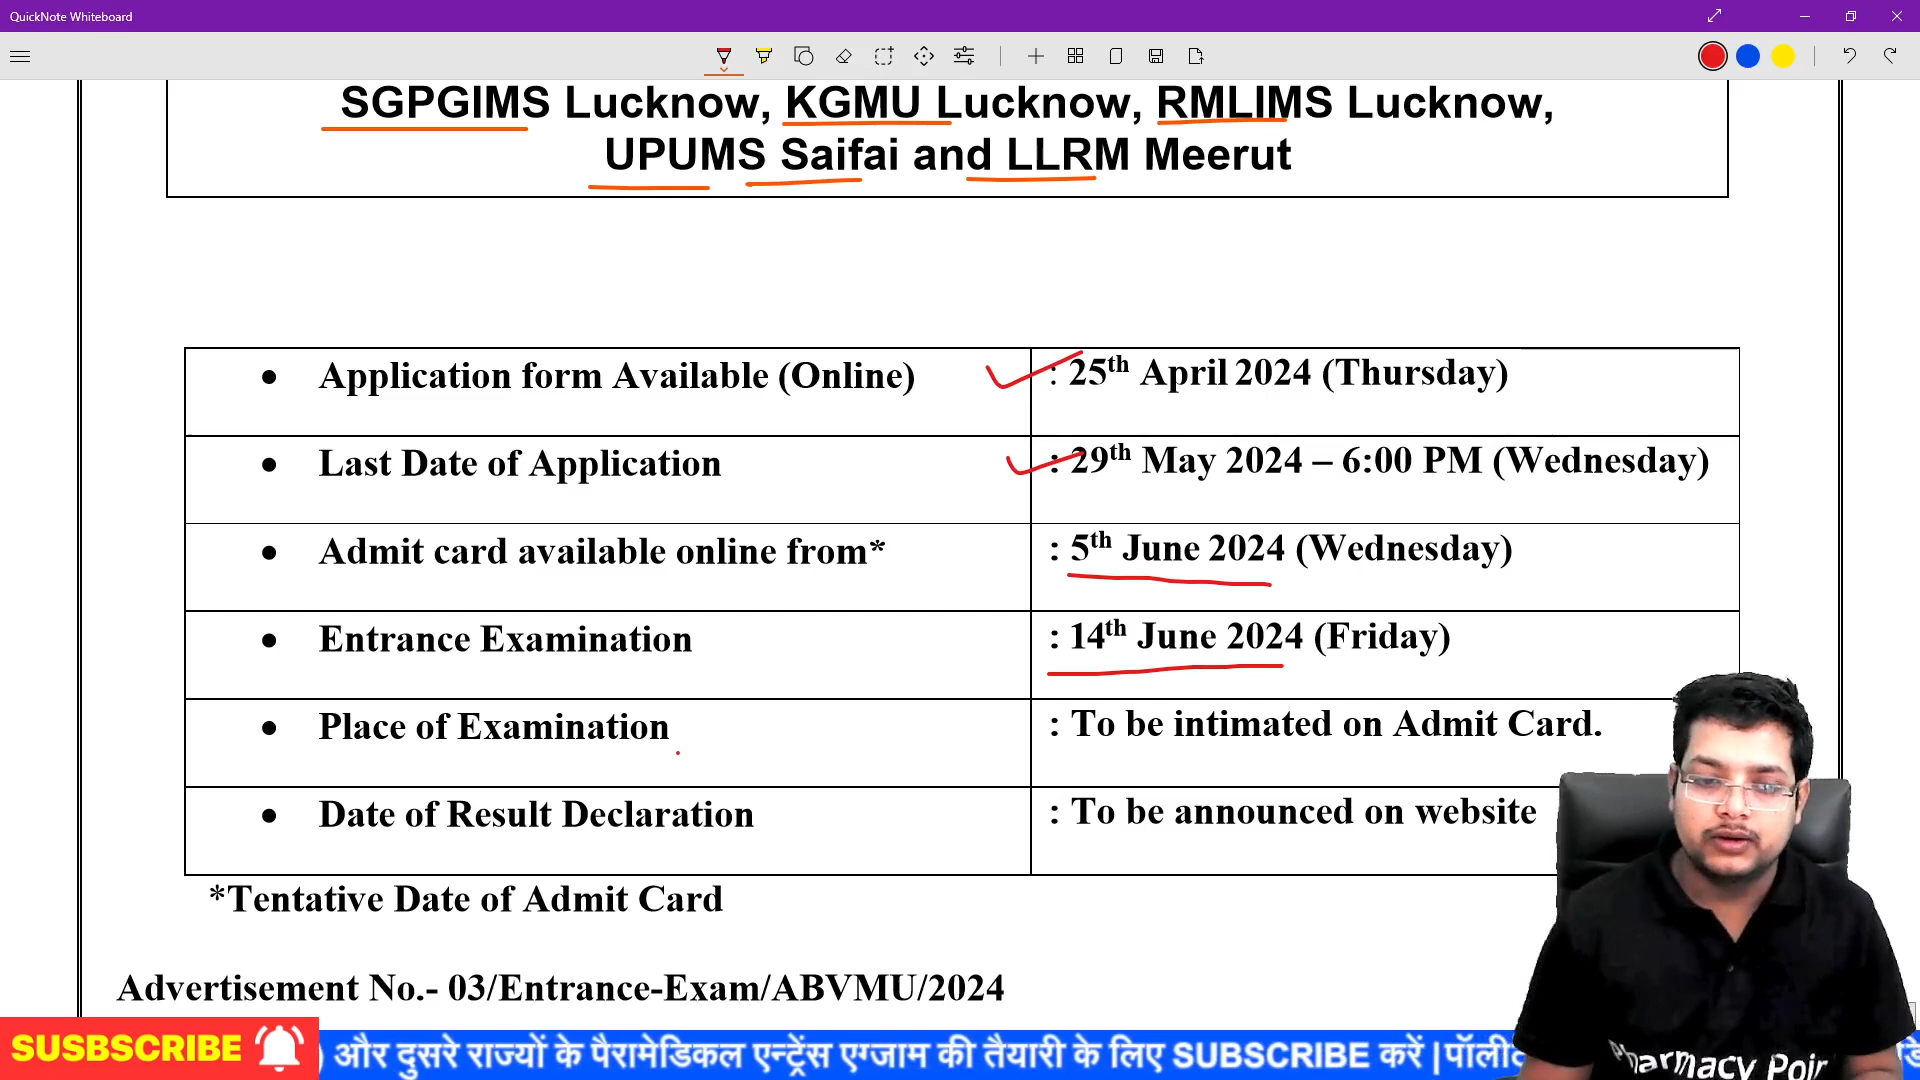 QuickNote Whiteboard
SGPGIMS Lucknow, KGMU Lucknow, RMLIMS Lucknow,
UPUMS Saifai and LLRM Meerut
• Application form Available (Online) : 25th April 2024 (Thursday)
• Last Date of Application : 29th May 2024 – 6:00 PM (Wednesday)
• Admit card available online from* : 5th June 2024 (Wednesday)
• Entrance Examination : 14th June 2024 (Friday)
• Place of Examination : To be intimated on Admit Card.
• Date of Result Declaration : To be announced on website
*Tentative Date of Admit Card
Advertisement No.- 03/Entrance-Exam/ABVMU/2024
SUSBSCRIBE
) और दुसरे राज्यों के पैरामेडिकल एन्ट्रेंस एग्जाम की तैयारी के लिए SUBSCRIBE करें |
Pharmacy Poin